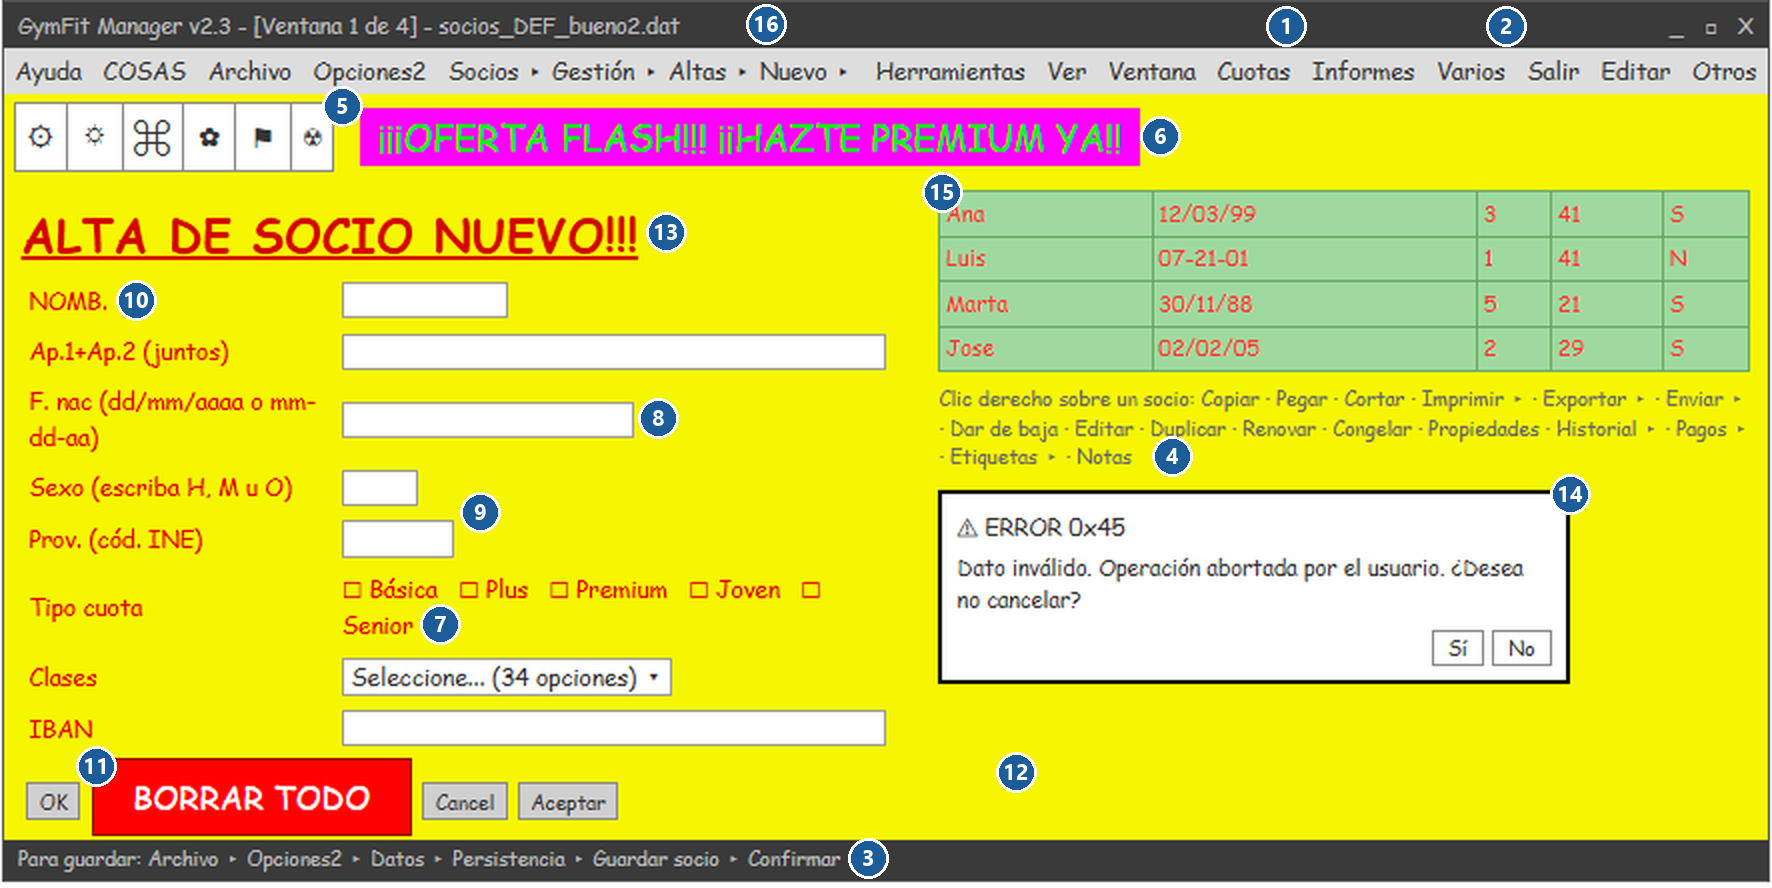 GymFit Manager v2.3 - [Ventana 1 de 4] - socios_DEF_bueno2.dat 16 1 2 _ □ X
Ayuda COSAS Archivo Opciones2 Socios ▸ Gestión ▸ Altas ▸ Nuevo ▸ Herramientas Ver Ventana Cuotas Informes Varios Salir Editar Otros
5
¡¡¡OFERTA FLASH!!! ¡¡HAZTE PREMIUM YA!! 6
ALTA DE SOCIO NUEVO!!! 13
NOMB. 10
Ap.1+Ap.2 (juntos)
F. nac (dd/mm/aaaa o mm-
dd-aa)
8
Sexo (escriba H, M u O)
9
Prov. (cód. INE)
Tipo cuota
☐ Básica ☐ Plus ☐ Premium ☐ Joven ☐
Senior 7
Clases Seleccione... (34 opciones) ▾
IBAN
11
OK BORRAR TODO Cancel Aceptar
15
Ana 12/03/99 3 41 S
Luis 07-21-01 1 41 N
Marta 30/11/88 5 21 S
Jose 02/02/05 2 29 S
Clic derecho sobre un socio: Copiar · Pegar · Cortar · Imprimir ▸ · Exportar ▸ · Enviar ▸
· Dar de baja · Editar · Duplicar · Renovar · Congelar · Propiedades · Historial ▸ · Pagos ▸
· Etiquetas ▸ · Notas 4
14
⚠ ERROR 0x45
Dato inválido. Operación abortada por el usuario. ¿Desea
no cancelar?
Sí No
12
Para guardar: Archivo ▸ Opciones2 ▸ Datos ▸ Persistencia ▸ Guardar socio ▸ Confirmar 3